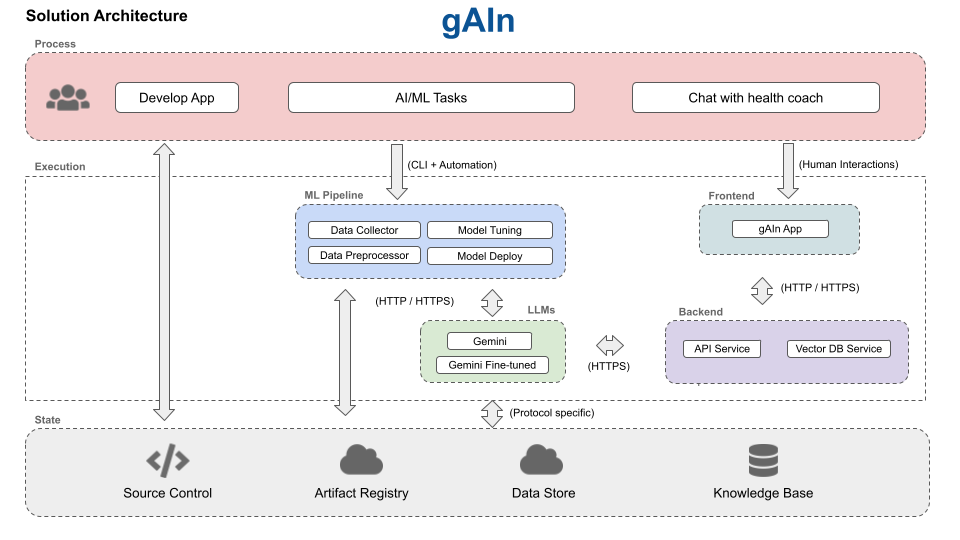 Solution Architecture
gAIn
Process
Develop App
AI/ML Tasks
Chat with health coach
(CLI + Automation)
(Human Interactions)
Execution
ML Pipeline
Frontend
Data Collector
Model Tuning
gAIn App
Data Preprocessor
Model Deploy
(HTTP / HTTPS)
(HTTP / HTTPS)
LLMs
Backend
Gemini
API Service
Vector DB Service
Gemini Fine-tuned
(HTTPS)
(Protocol specific)
State
Source Control
Artifact Registry
Data Store
Knowledge Base